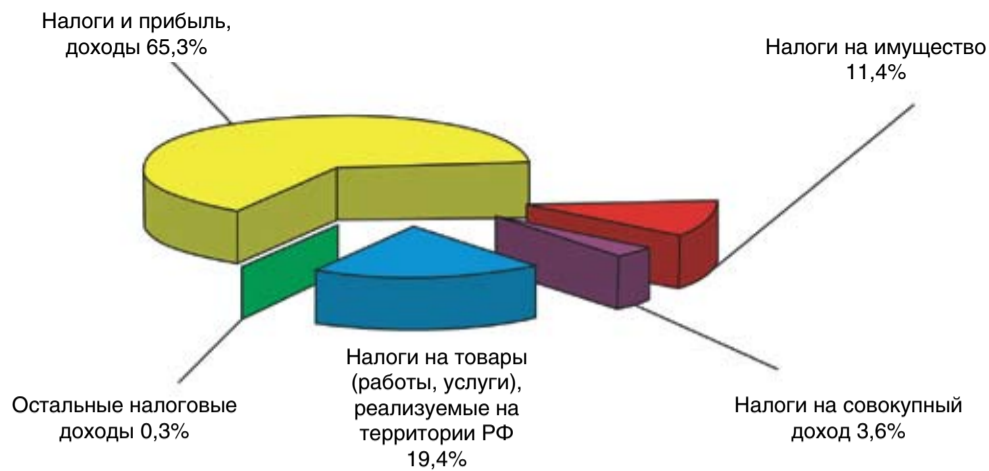 Налоги и прибыль,
доходы 65,3%
Налоги на имущество
11,4%
Остальные налоговые
доходы 0,3%
Налоги на товары
(работы, услуги),
реализуемые на
территории РФ
19,4%
Налоги на совокупный
доход 3,6%